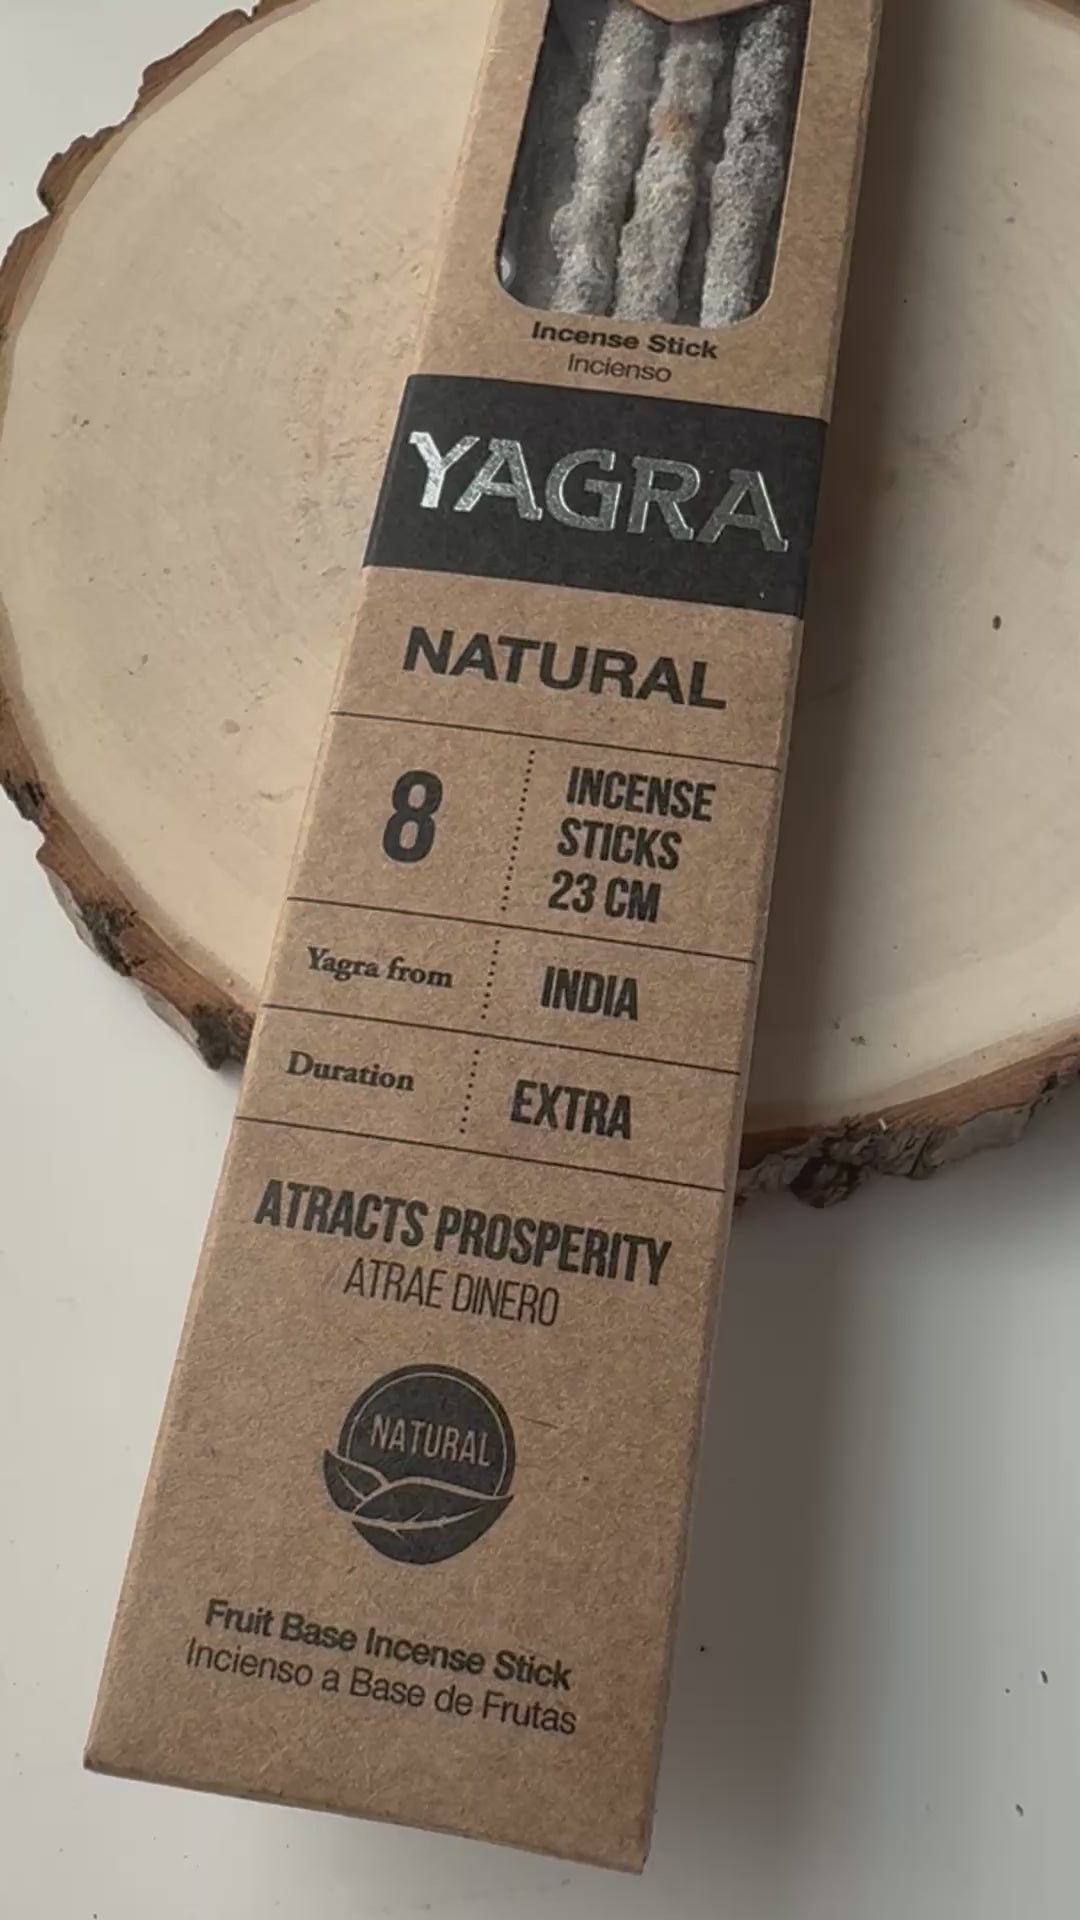 Incense Stick
Incienso
YAGRA
NATURAL
8
INCENSE
STICKS
23 CM
Yagra from
INDIA
Duration
EXTRA
ATRACTS PROSPERITY
ATRAE DINERO
NATURAL
Fruit Base Incense Stick
Incienso a Base de Frutas